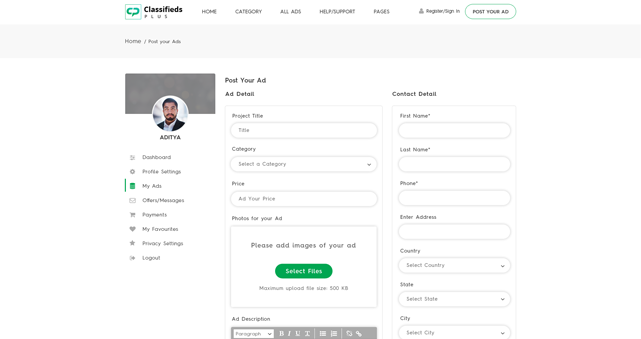 Classifieds
PLUS
HOME
CATEGORY
ALL ADS
HELP/SUPPORT
PAGES
Register/Sign In
POST YOUR AD
Home / Post your Ads
ADITYA
Dashboard
Profile Settings
My Ads
Offers/Messages
Payments
My Favourites
Privacy Settings
Logout
Post Your Ad
Ad Detail
Project Title
Title
Category
Select a Category
Price
Ad Your Price
Photos for your Ad
Please add images of your ad
Select Files
Maximum upload file size: 500 KB
Ad Description
Paragraph
B I U T
Contact Detail
First Name*
Last Name*
Phone*
Enter Address
Country
Select Country
State
Select State
City
Select City